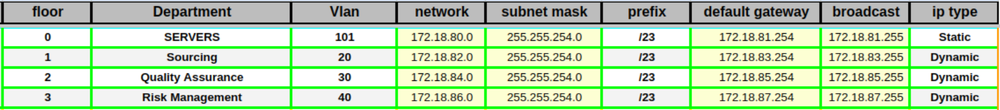 floor Department Vlan network subnet mask prefix default gateway broadcast ip type
0 SERVERS 101 172.18.80.0 255.255.254.0 /23 172.18.81.254 172.18.81.255 Static
1 Sourcing 20 172.18.82.0 255.255.254.0 /23 172.18.83.254 172.18.83.255 Dynamic
2 Quality Assurance 30 172.18.84.0 255.255.254.0 /23 172.18.85.254 172.18.85.255 Dynamic
3 Risk Management 40 172.18.86.0 255.255.254.0 /23 172.18.87.254 172.18.87.255 Dynamic